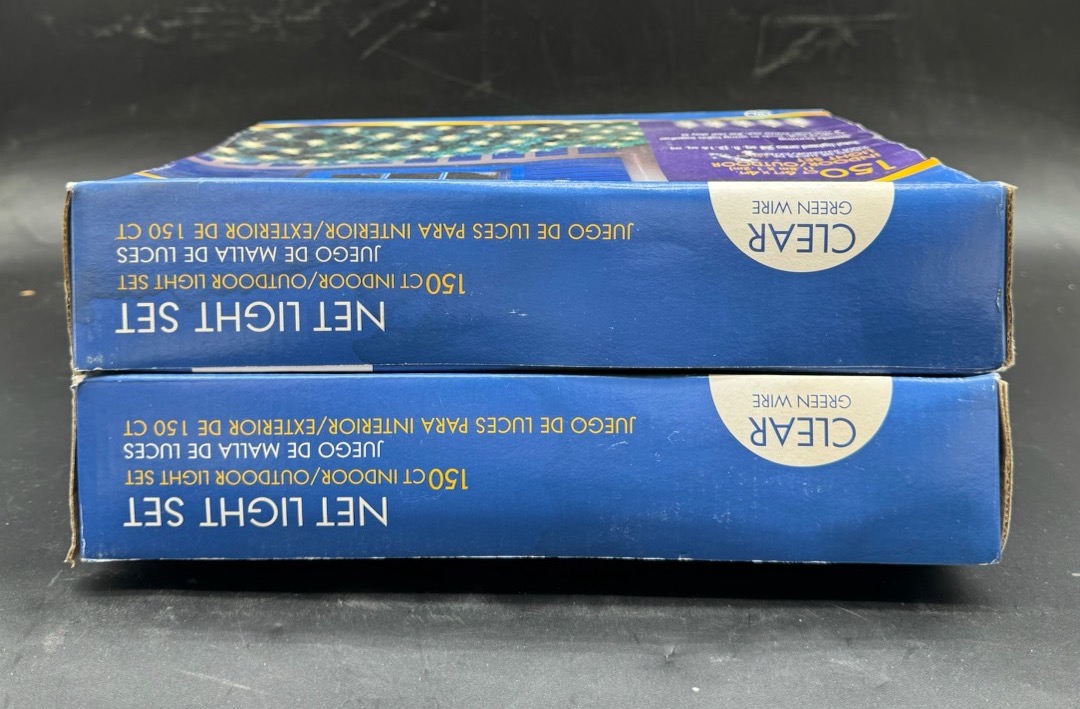 NET LIGHT SET
150 CT INDOOR/OUTDOOR LIGHT SET
JUEGO DE MALLA DE LUCES
JUEGO DE LUCES PARA INTERIOR/EXTERIOR DE 150 CT
CLEAR
GREEN WIRE
NET LIGHT SET
150 CT INDOOR/OUTDOOR LIGHT SET
JUEGO DE MALLA DE LUCES
JUEGO DE LUCES PARA INTERIOR/EXTERIOR DE 150 CT
CLEAR
GREEN WIRE
150